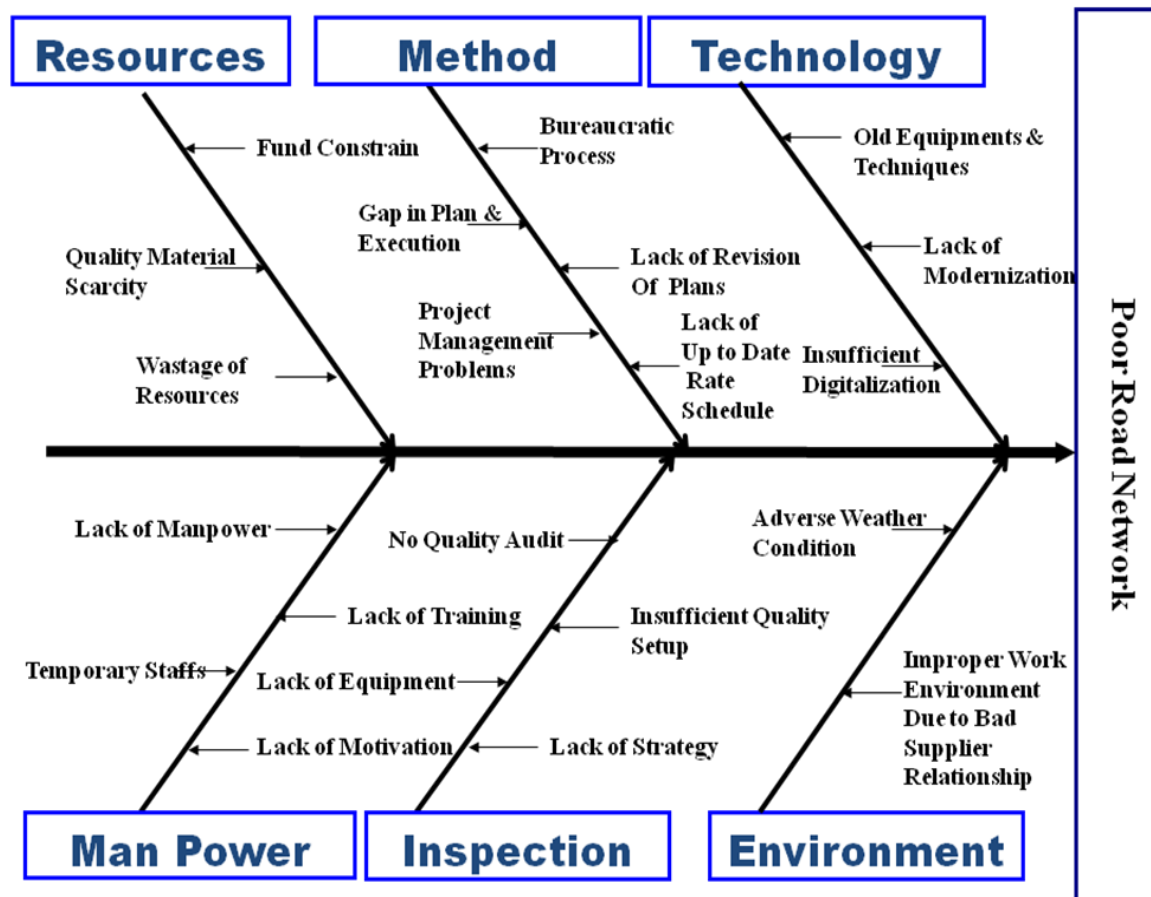 Resources
Method
Technology
Fund Constrain
Quality Material
Scarcity
Wastage of
Resources
Bureaucratic
Process
Gap in Plan &
Execution
Lack of Revision
Of Plans
Project
Management
Problems
Lack of
Up to Date
Rate
Schedule
Old Equipments &
Techniques
Lack of
Modernization
Insufficient
Digitalization
Poor Road Network
Lack of Manpower
Lack of Training
Temporary Staffs
Lack of Motivation
No Quality Audit
Insufficient Quality
Setup
Lack of Equipment
Lack of Strategy
Adverse Weather
Condition
Improper Work
Environment
Due to Bad
Supplier
Relationship
Man Power
Inspection
Environment